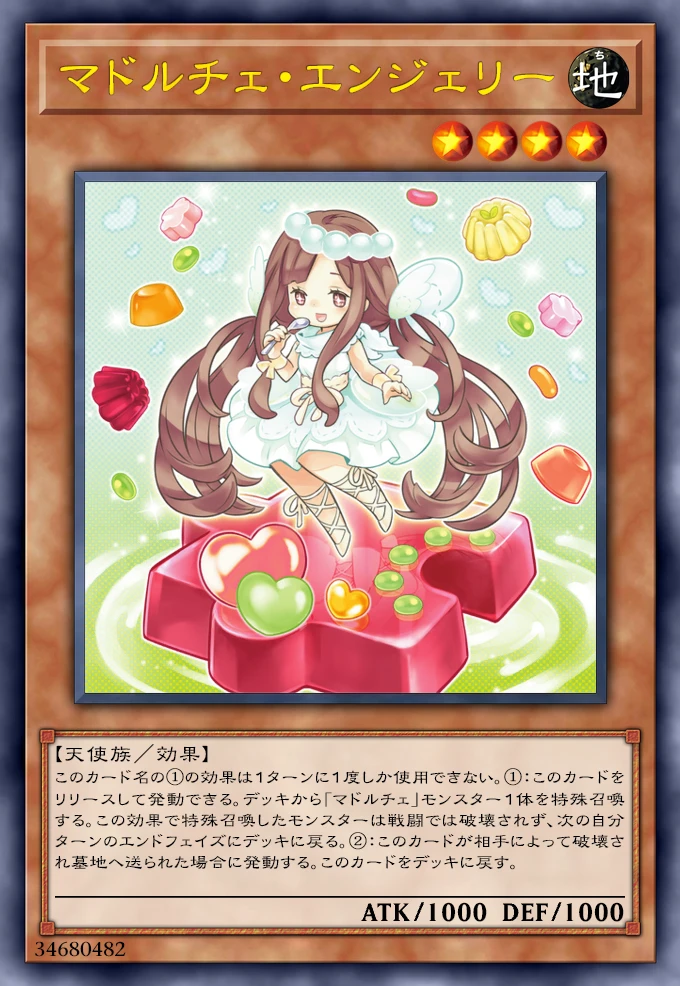 マドルチェ・エンジェリー
ち
地
【天使族／効果】
このカード名の①の効果は１ターンに１度しか使用できない。①：このカードを
リリースして発動できる。デッキから「マドルチェ」モンスター１体を特殊召喚
する。この効果で特殊召喚したモンスターは戦闘では破壊されず、次の自分
ターンのエンドフェイズにデッキに戻る。②：このカードが相手によって破壊さ
れ墓地へ送られた場合に発動する。このカードをデッキに戻す。
ATK/1000 DEF/1000
34680482